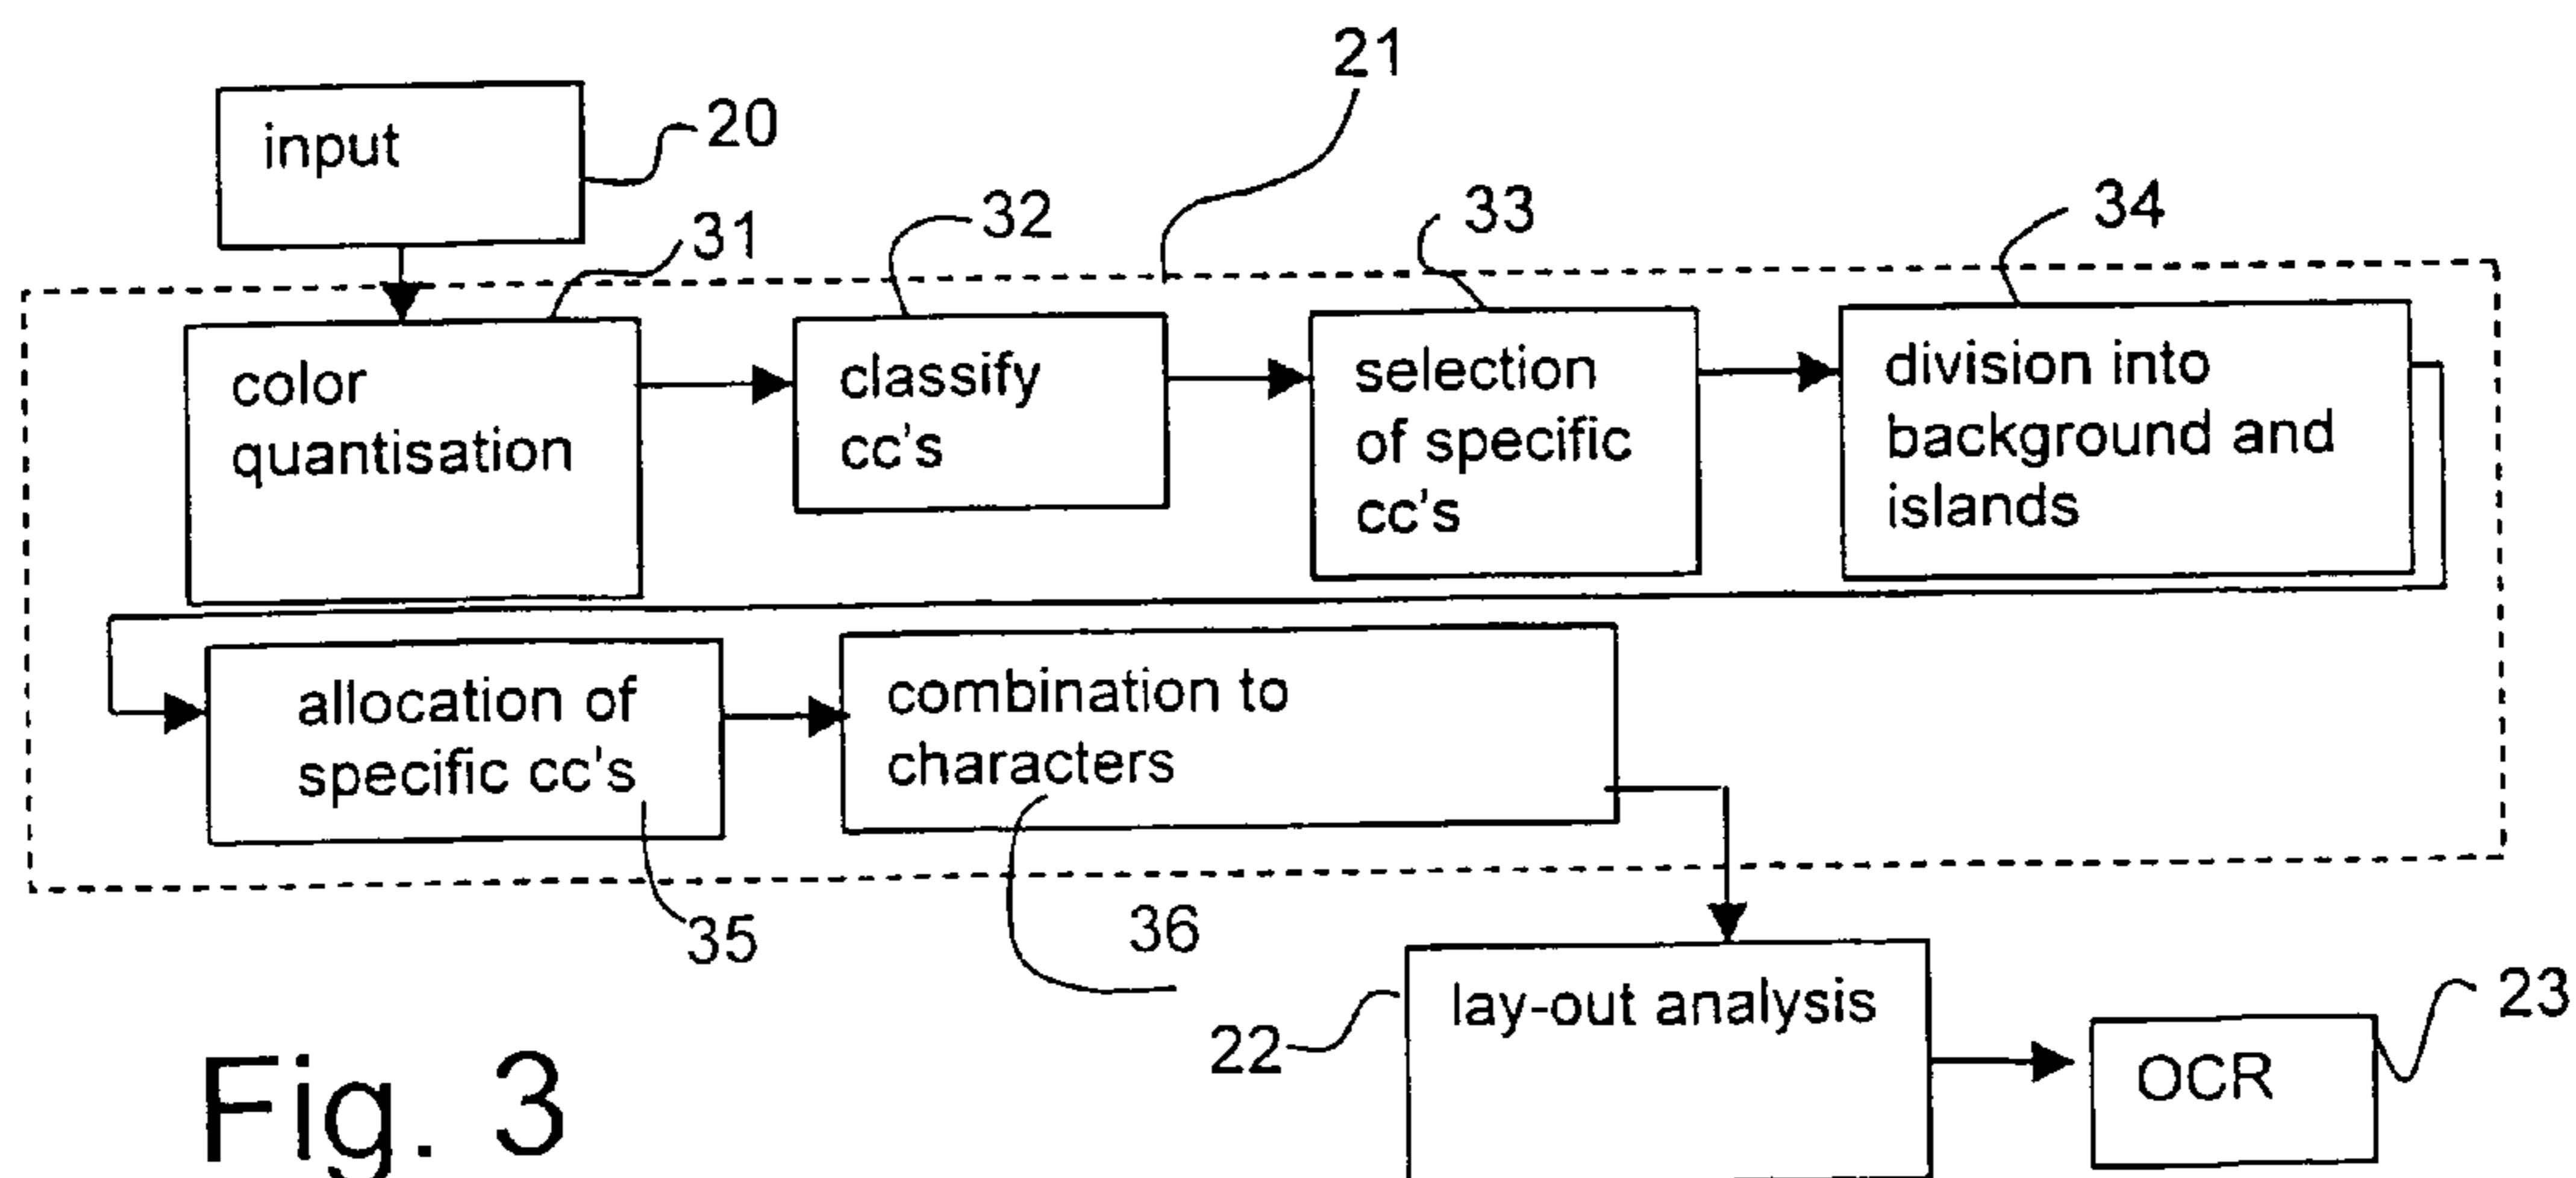 21
input
20
31
32
33
34
color
quantisation
classify
cc's
selection
of specific
cc's
division into
background and
islands
allocation of
specific cc's
combination to
characters
35
36
22
lay-out analysis
23
OCR
Fig. 3